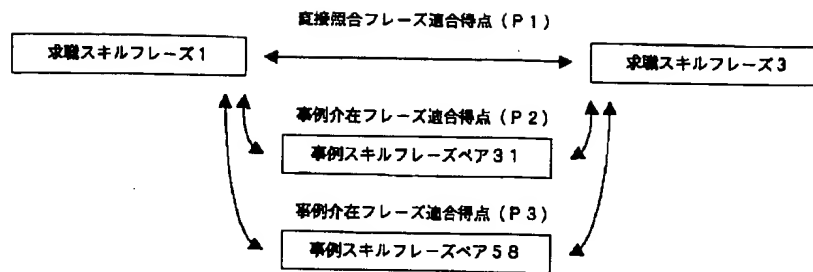 直接照合フレーズ適合得点(P1)
求職スキルフレーズ1
求職スキルフレーズ3
事例介在フレーズ適合得点(P2)
事例スキルフレーズペア31
事例介在フレーズ適合得点(P3)
事例スキルフレーズペア58